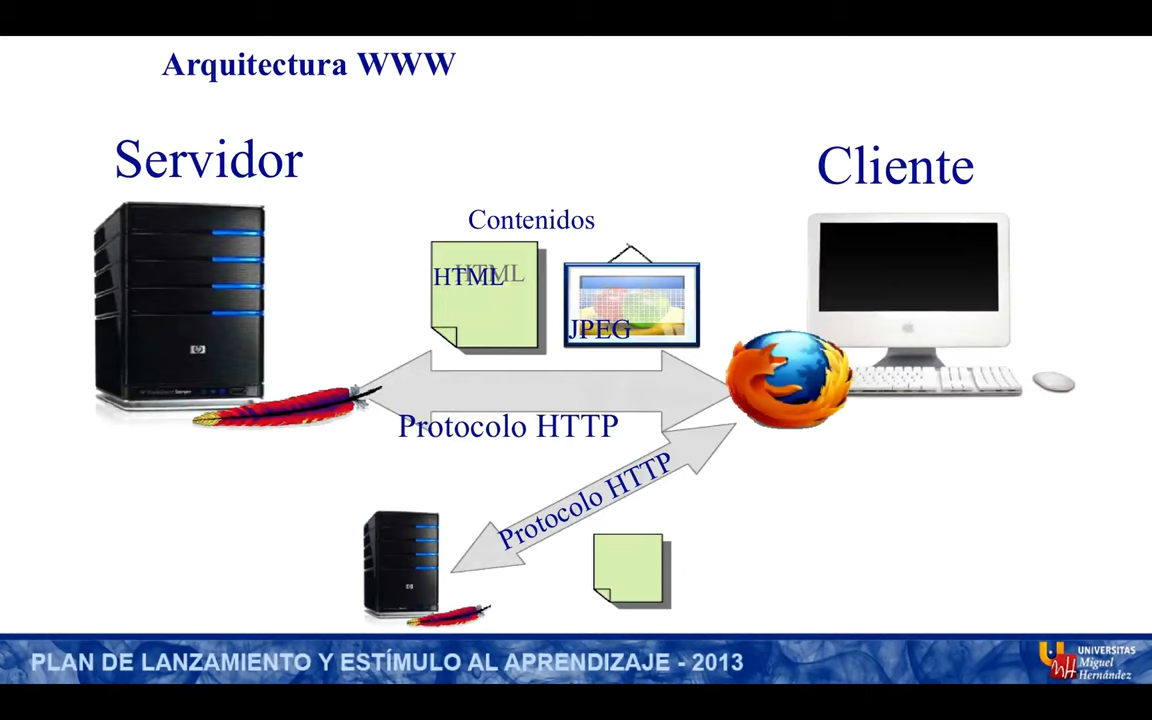 Arquitectura WWW
Servidor
Cliente
Contenidos
HTML
HTML
JPEG
Protocolo HTTP
Protocolo HTTP
PLAN DE LANZAMIENTO Y ESTÍMULO AL APRENDIZAJE - 2013
UNIVERSITAS
Miguel
Hernández